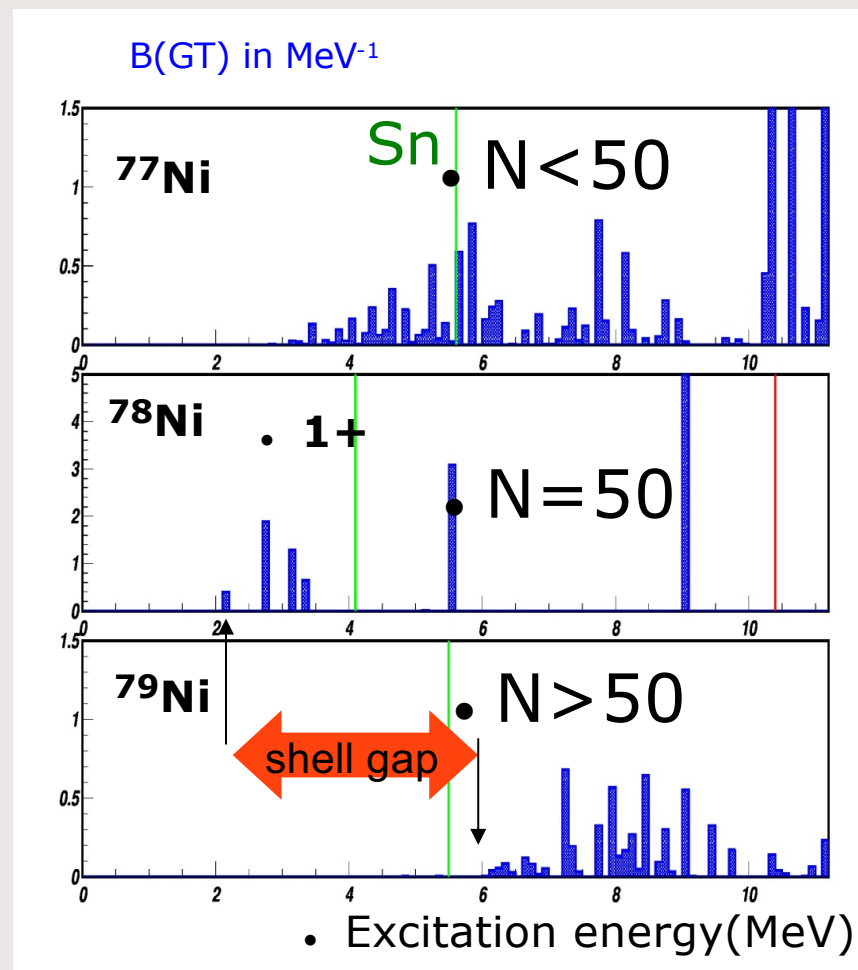 B(GT) in MeV⁻¹
1.5
Sn
• N<50
⁷⁷Ni
1
0.5
0
0 2 4 6 8 10
5
⁷⁸Ni
• 1+
4
3
• N=50
2
1
0
0 2 4 6 8 10
1.5
⁷⁹Ni
• N>50
1
shell gap
0.5
0
0 2 4 6 8 10
• Excitation energy(MeV)